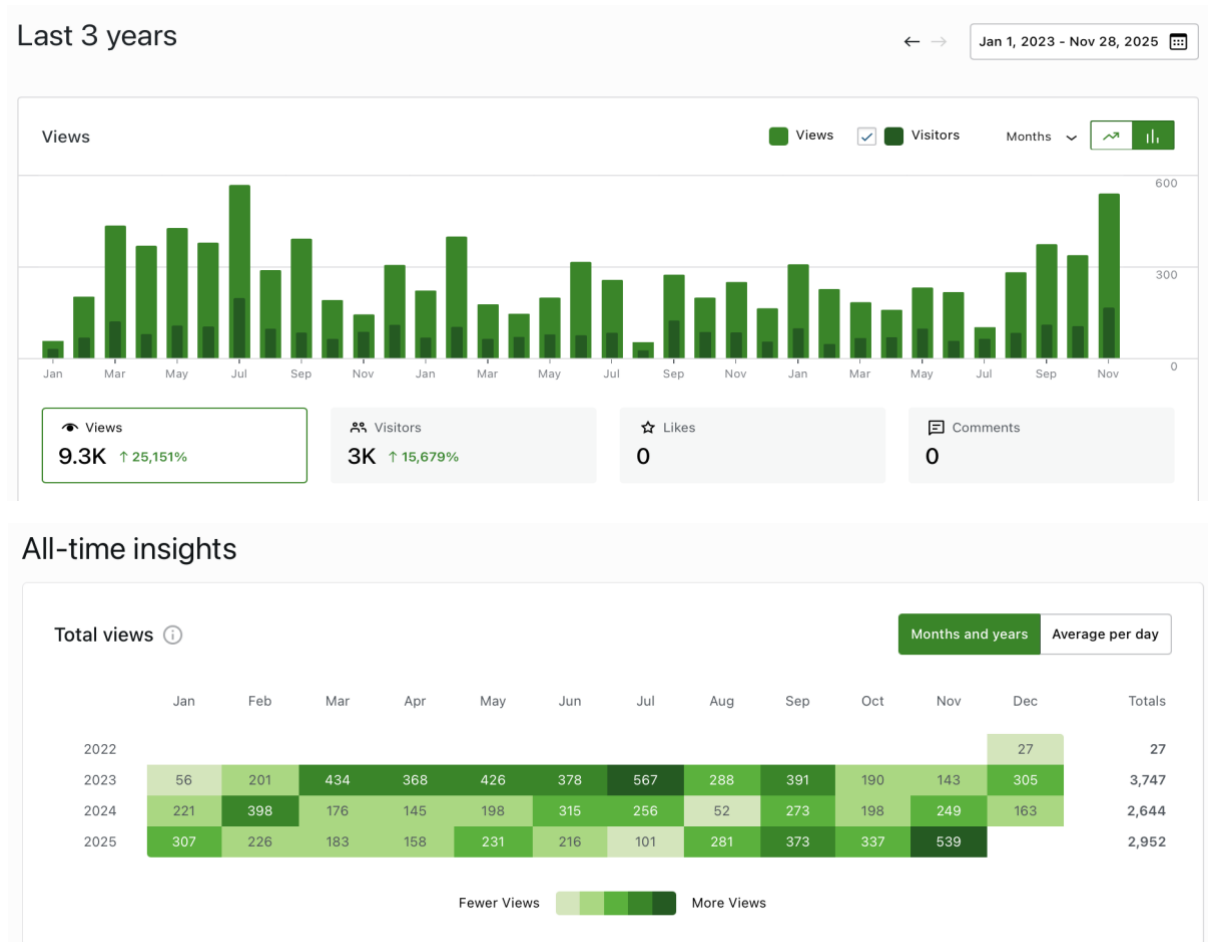 Last 3 years
← → Jan 1, 2023 - Nov 28, 2025
Views
Views Visitors Months
600
300
0
Jan Mar May Jul Sep Nov Jan Mar May Jul Sep Nov Jan Mar May Jul Sep Nov
Views Visitors Likes Comments
9.3K ↑ 25,151% 3K ↑ 15,679% 0 0
All-time insights
Total views
Months and years Average per day
Jan Feb Mar Apr May Jun Jul Aug Sep Oct Nov Dec Totals
2022 27 27
2023 56 201 434 368 426 378 567 288 391 190 143 305 3,747
2024 221 398 176 145 198 315 256 52 273 198 249 163 2,644
2025 307 226 183 158 231 216 101 281 373 337 539 2,952
Fewer Views More Views